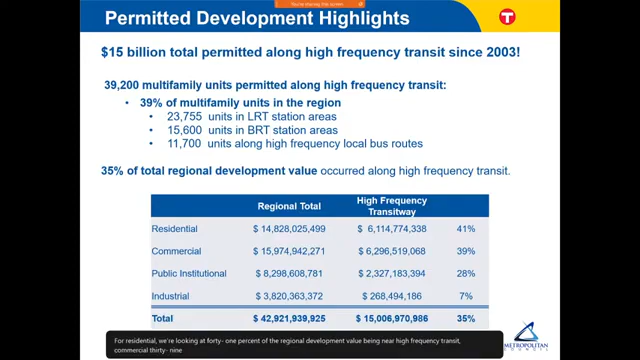 You're sharing this screen
Permitted Development Highlights
T
$15 billion total permitted along high frequency transit since 2003!
39,200 multifamily units permitted along high frequency transit:
• 39% of multifamily units in the region
• 23,755 units in LRT station areas
• 15,600 units in BRT station areas
• 11,700 units along high frequency local bus routes
35% of total regional development value occurred along high frequency transit.
Regional Total High Frequency Transitway
Residential $ 14,828,025,499 $ 6,114,774,338 41%
Commercial $ 15,974,942,271 $ 6,296,519,068 39%
Public Institutional $ 8,298,608,781 $ 2,327,183,394 28%
Industrial $ 3,820,363,372 $ 268,494,186 7%
Total $ 42,921,939,925 $ 15,006,970,986 35%
For residential, we're looking at forty- one percent of the regional development value being near high frequency transit,
commercial thirty- nine
METROPOLITAN
COUNCIL